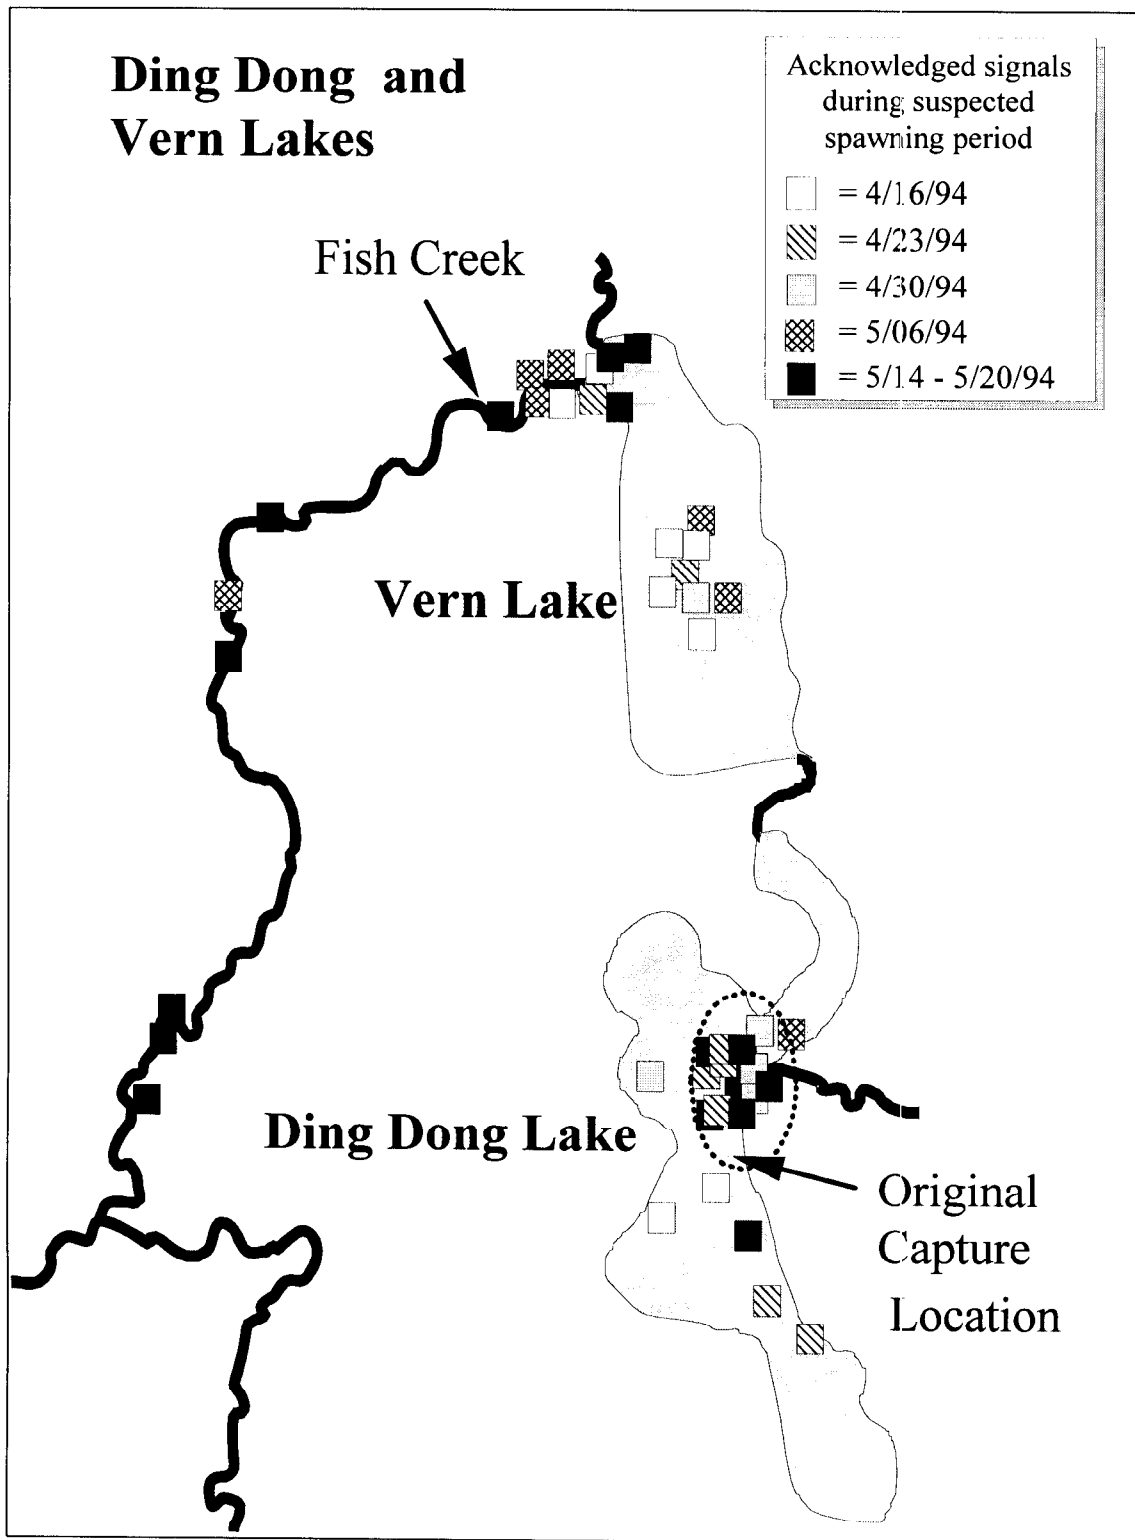 Ding Dong and
Vern Lakes
Acknowledged signals
during suspected
spawning period
= 4/16/94
= 4/23/94
= 4/30/94
= 5/06/94
= 5/14 - 5/20/94
Fish Creek
Vern Lake
Ding Dong Lake
Original
Capture
Location